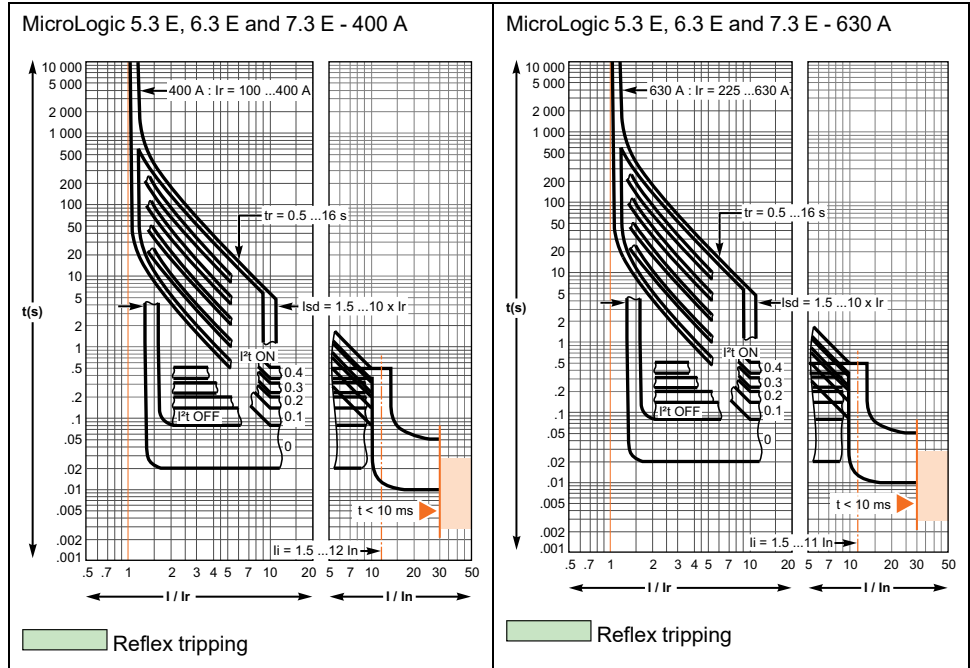 MicroLogic 5.3 E, 6.3 E and 7.3 E - 400 A
10 000
5 000
2 000
1 000
500
200
100
50
20
10
5
2
1
.5
.2
.1
.05
.02
.01
.005
.002
.001
t(s)
400 A : Ir = 100 ...400 A
tr = 0.5 ...16 s
Isd = 1.5 ...10 x Ir
I²t ON
0.4
0.3
0.2
0.1
I²t OFF
0
t < 10 ms
Ii = 1.5 ...12 In
.5 .7 1 2 3 4 5 7 10 20
5 7 10 20 30 50
I / Ir
I / In
Reflex tripping
MicroLogic 5.3 E, 6.3 E and 7.3 E - 630 A
10 000
5 000
2 000
1 000
500
200
100
50
20
10
5
2
1
.5
.2
.1
.05
.02
.01
.005
.002
.001
t(s)
630 A : Ir = 225 ...630 A
tr = 0.5 ...16 s
Isd = 1.5 ...10 x Ir
I²t ON
0.4
0.3
0.2
0.1
I²t OFF
0
t < 10 ms
Ii = 1.5 ...11 In
.5 .7 1 2 3 4 5 7 10 20
5 7 10 20 30 50
I / Ir
I / In
Reflex tripping